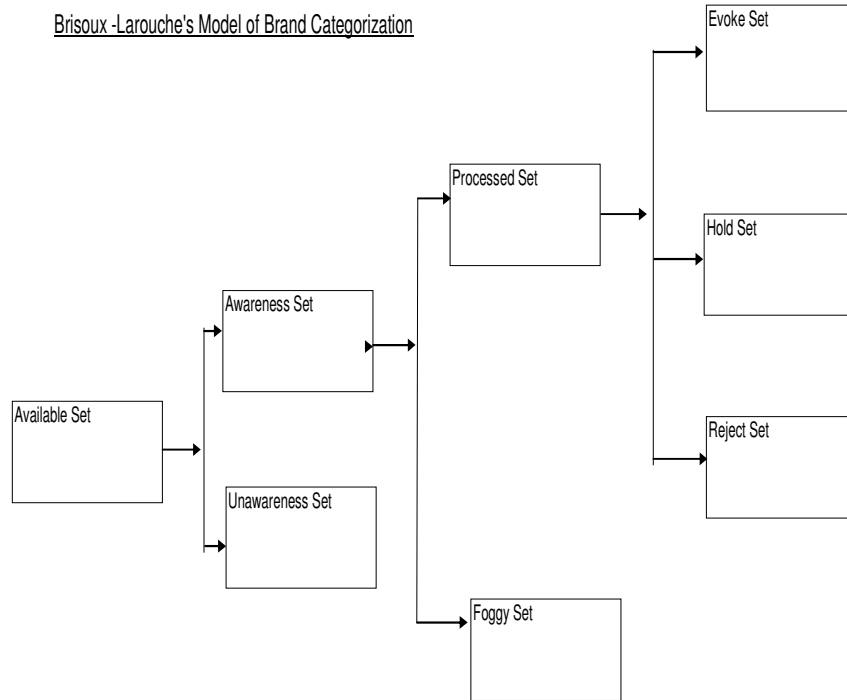 Brisoux -Larouche's Model of Brand Categorization
Evoke Set
Processed Set
Hold Set
Awareness Set
Available Set
Reject Set
Unawareness Set
Foggy Set